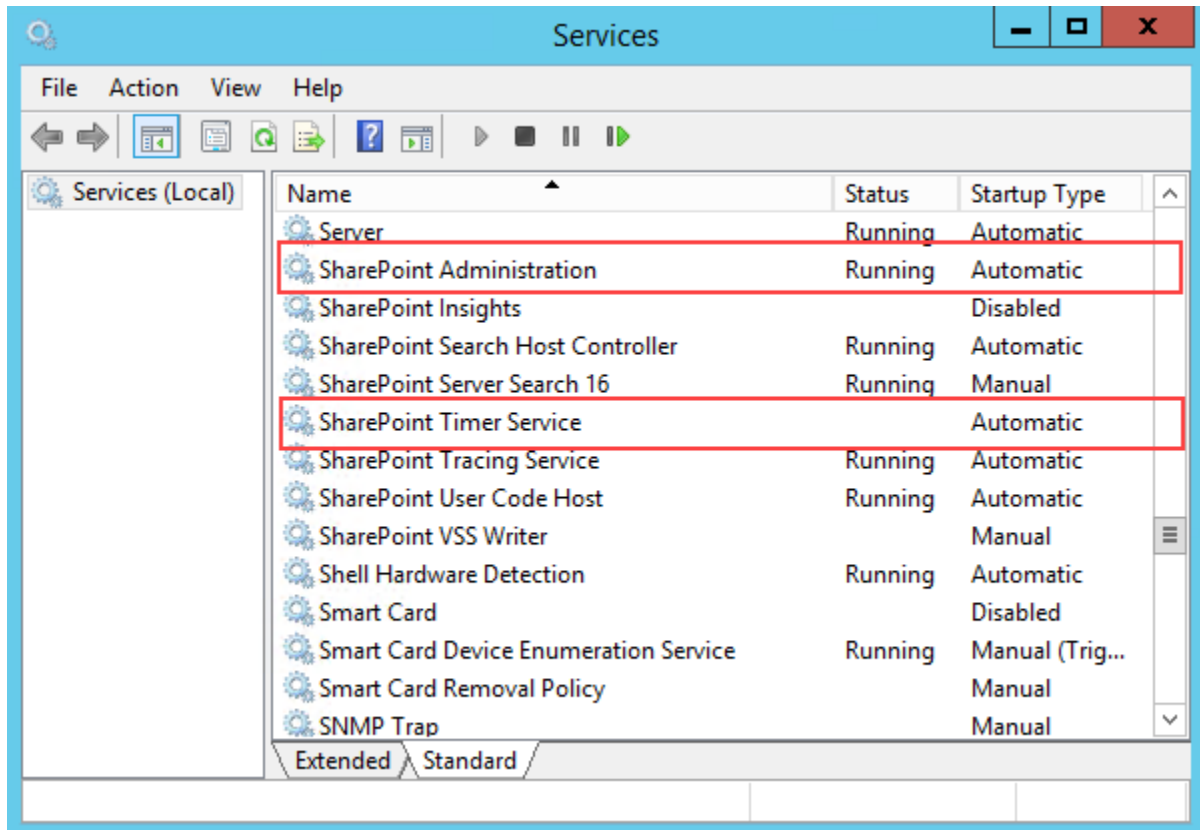 Services
x
File Action View Help
?
Services (Local)
Name Status Startup Type
Server Running Automatic
SharePoint Administration Running Automatic
SharePoint Insights Disabled
SharePoint Search Host Controller Running Automatic
SharePoint Server Search 16 Running Manual
SharePoint Timer Service Automatic
SharePoint Tracing Service Running Automatic
SharePoint User Code Host Running Automatic
SharePoint VSS Writer Manual
Shell Hardware Detection Running Automatic
Smart Card Disabled
Smart Card Device Enumeration Service Running Manual (Trig...
Smart Card Removal Policy Manual
SNMP Trap Manual
Extended Standard